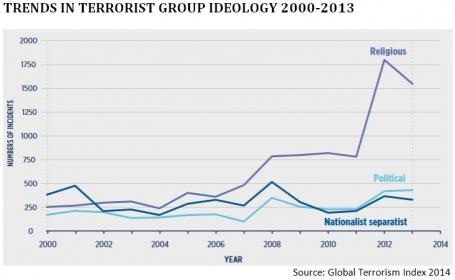 TRENDS IN TERRORIST GROUP IDEOLOGY 2000-2013
2000
Religious
1750
1500
1250
NUMBERS OF INCIDENTS
1000
750
500
Political
250
Nationalist separatist
0
2000 2002 2004 2006 2008 2010 2012 2014
YEAR
Source: Global Terrorism Index 2014